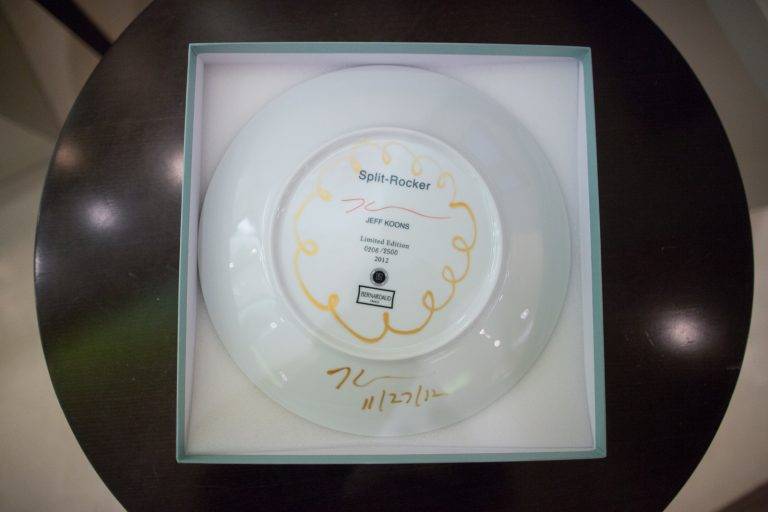 Split-Rocker
JEFF KOONS
Limited Edition
0206/2500
2012
BERNARDAUD
11/27/12